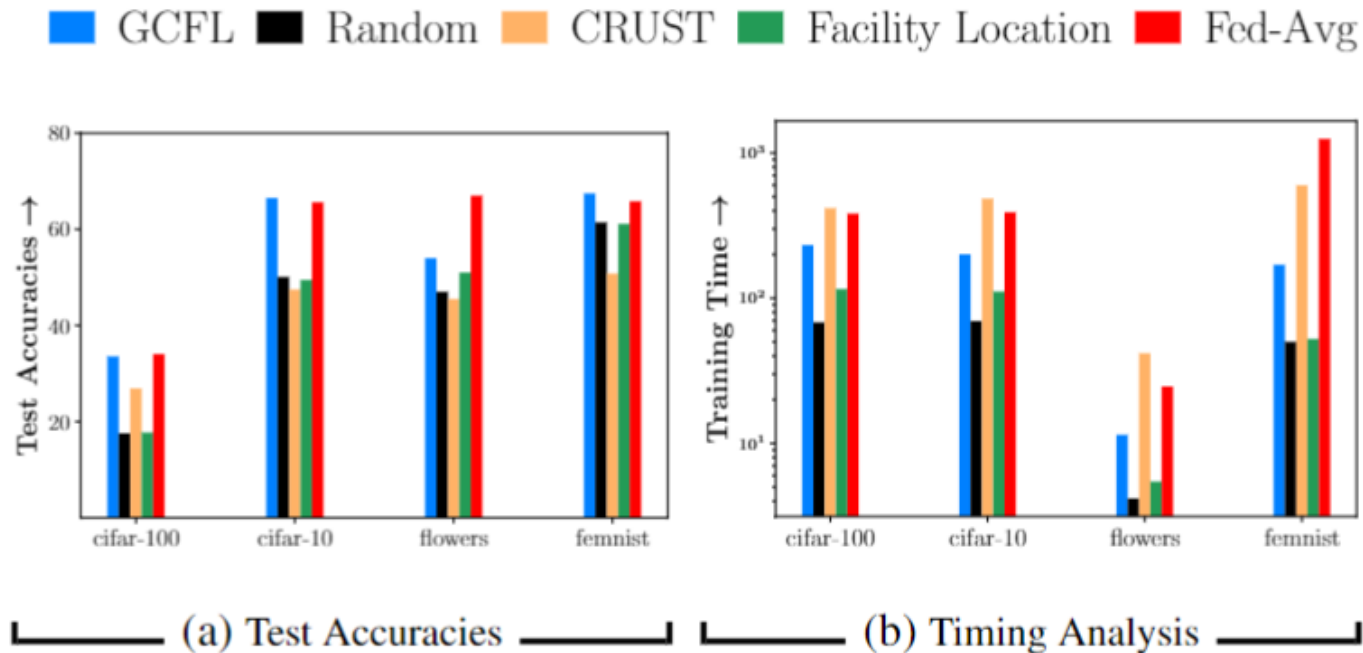 GCFL Random CRUST Facility Location Fed-Avg
Test Accuracies →
80
60
40
20
cifar-100 cifar-10 flowers femnist
Training Time →
10³
10²
10¹
cifar-100 cifar-10 flowers femnist
(a) Test Accuracies
(b) Timing Analysis